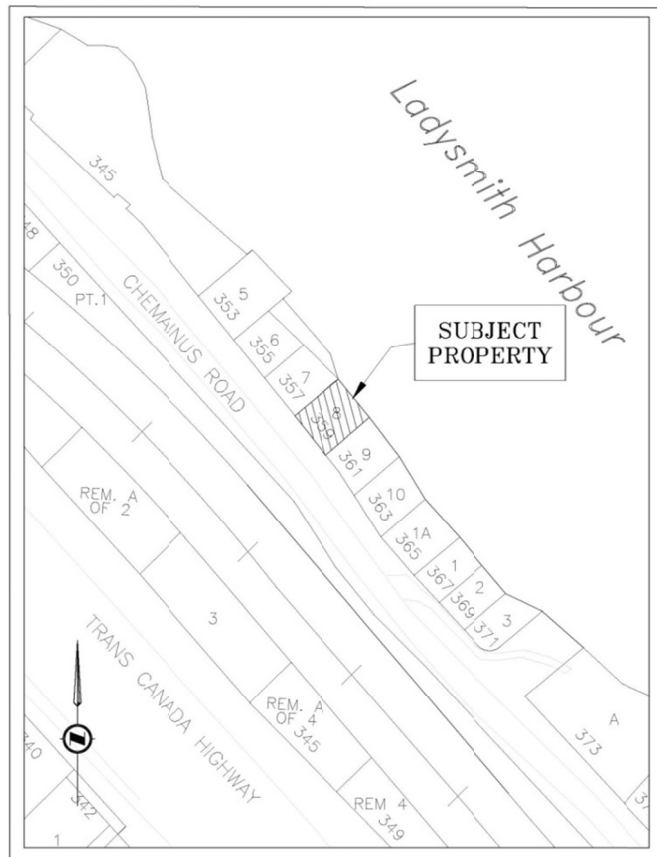 Ladysmith Harbour
SUBJECT
PROPERTY
CHEMAINUS ROAD
TRANS CANADA HIGHWAY
345
350
PT.1
5
353
6
355
7
357
8
359
9
361
10
363
1A
365
1
367
2
369
3
371
A
373
REM. A
OF 2
3
REM. A
OF 4
345
REM 4
349
340
342
1